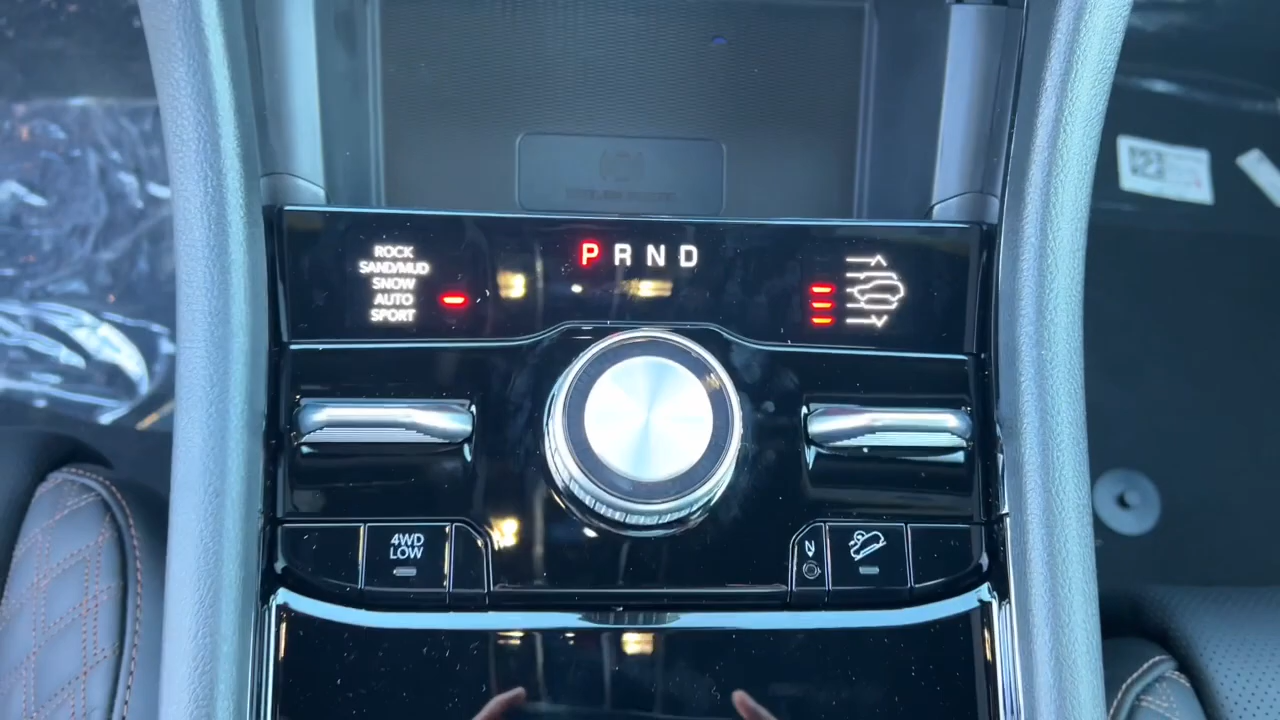 P R N D
ROCK
SAND/MUD
SNOW
AUTO
SPORT
4WD
LOW
N